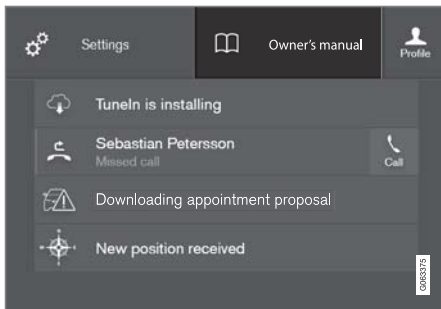 Settings
Owner's manual
Profile
TuneIn is installing
Sebastian Petersson
Missed call
Call
Downloading appointment proposal
New position received
G063375